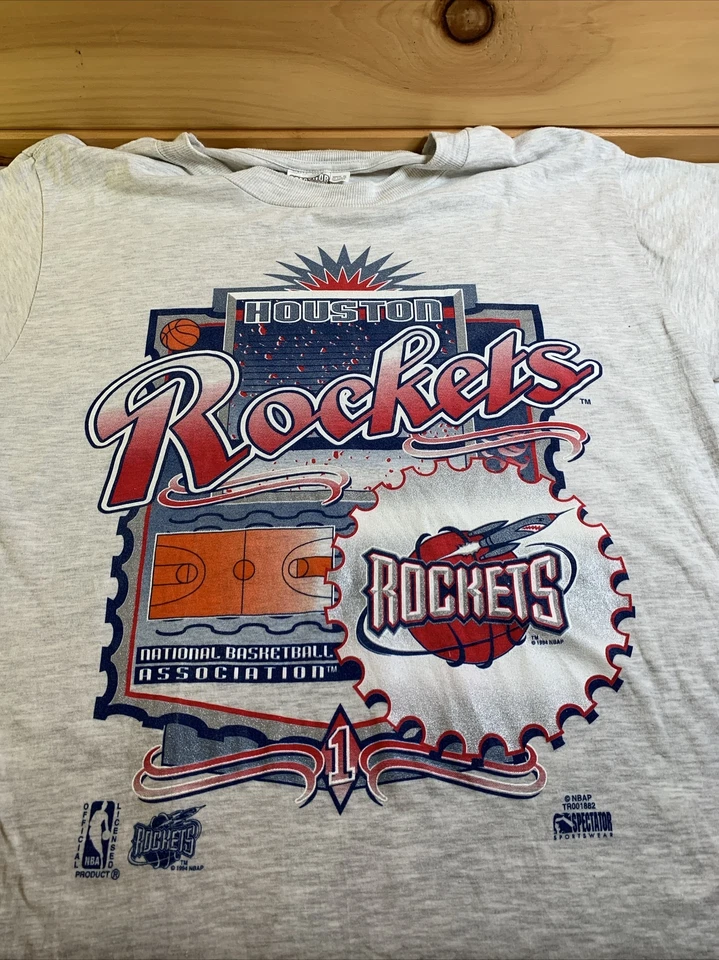 HOUSTON
Rockets
TM
ROCKETS
TM
© 1994 NBAP
NATIONAL BASKETBALL
ASSOCIATION™
1
OFFICIAL LICENSED
NBA
PRODUCT ®
ROCKETS
TM
© 1994 NBAP
© NBAP
TR001882
SPECTATOR
SPORTSWEAR